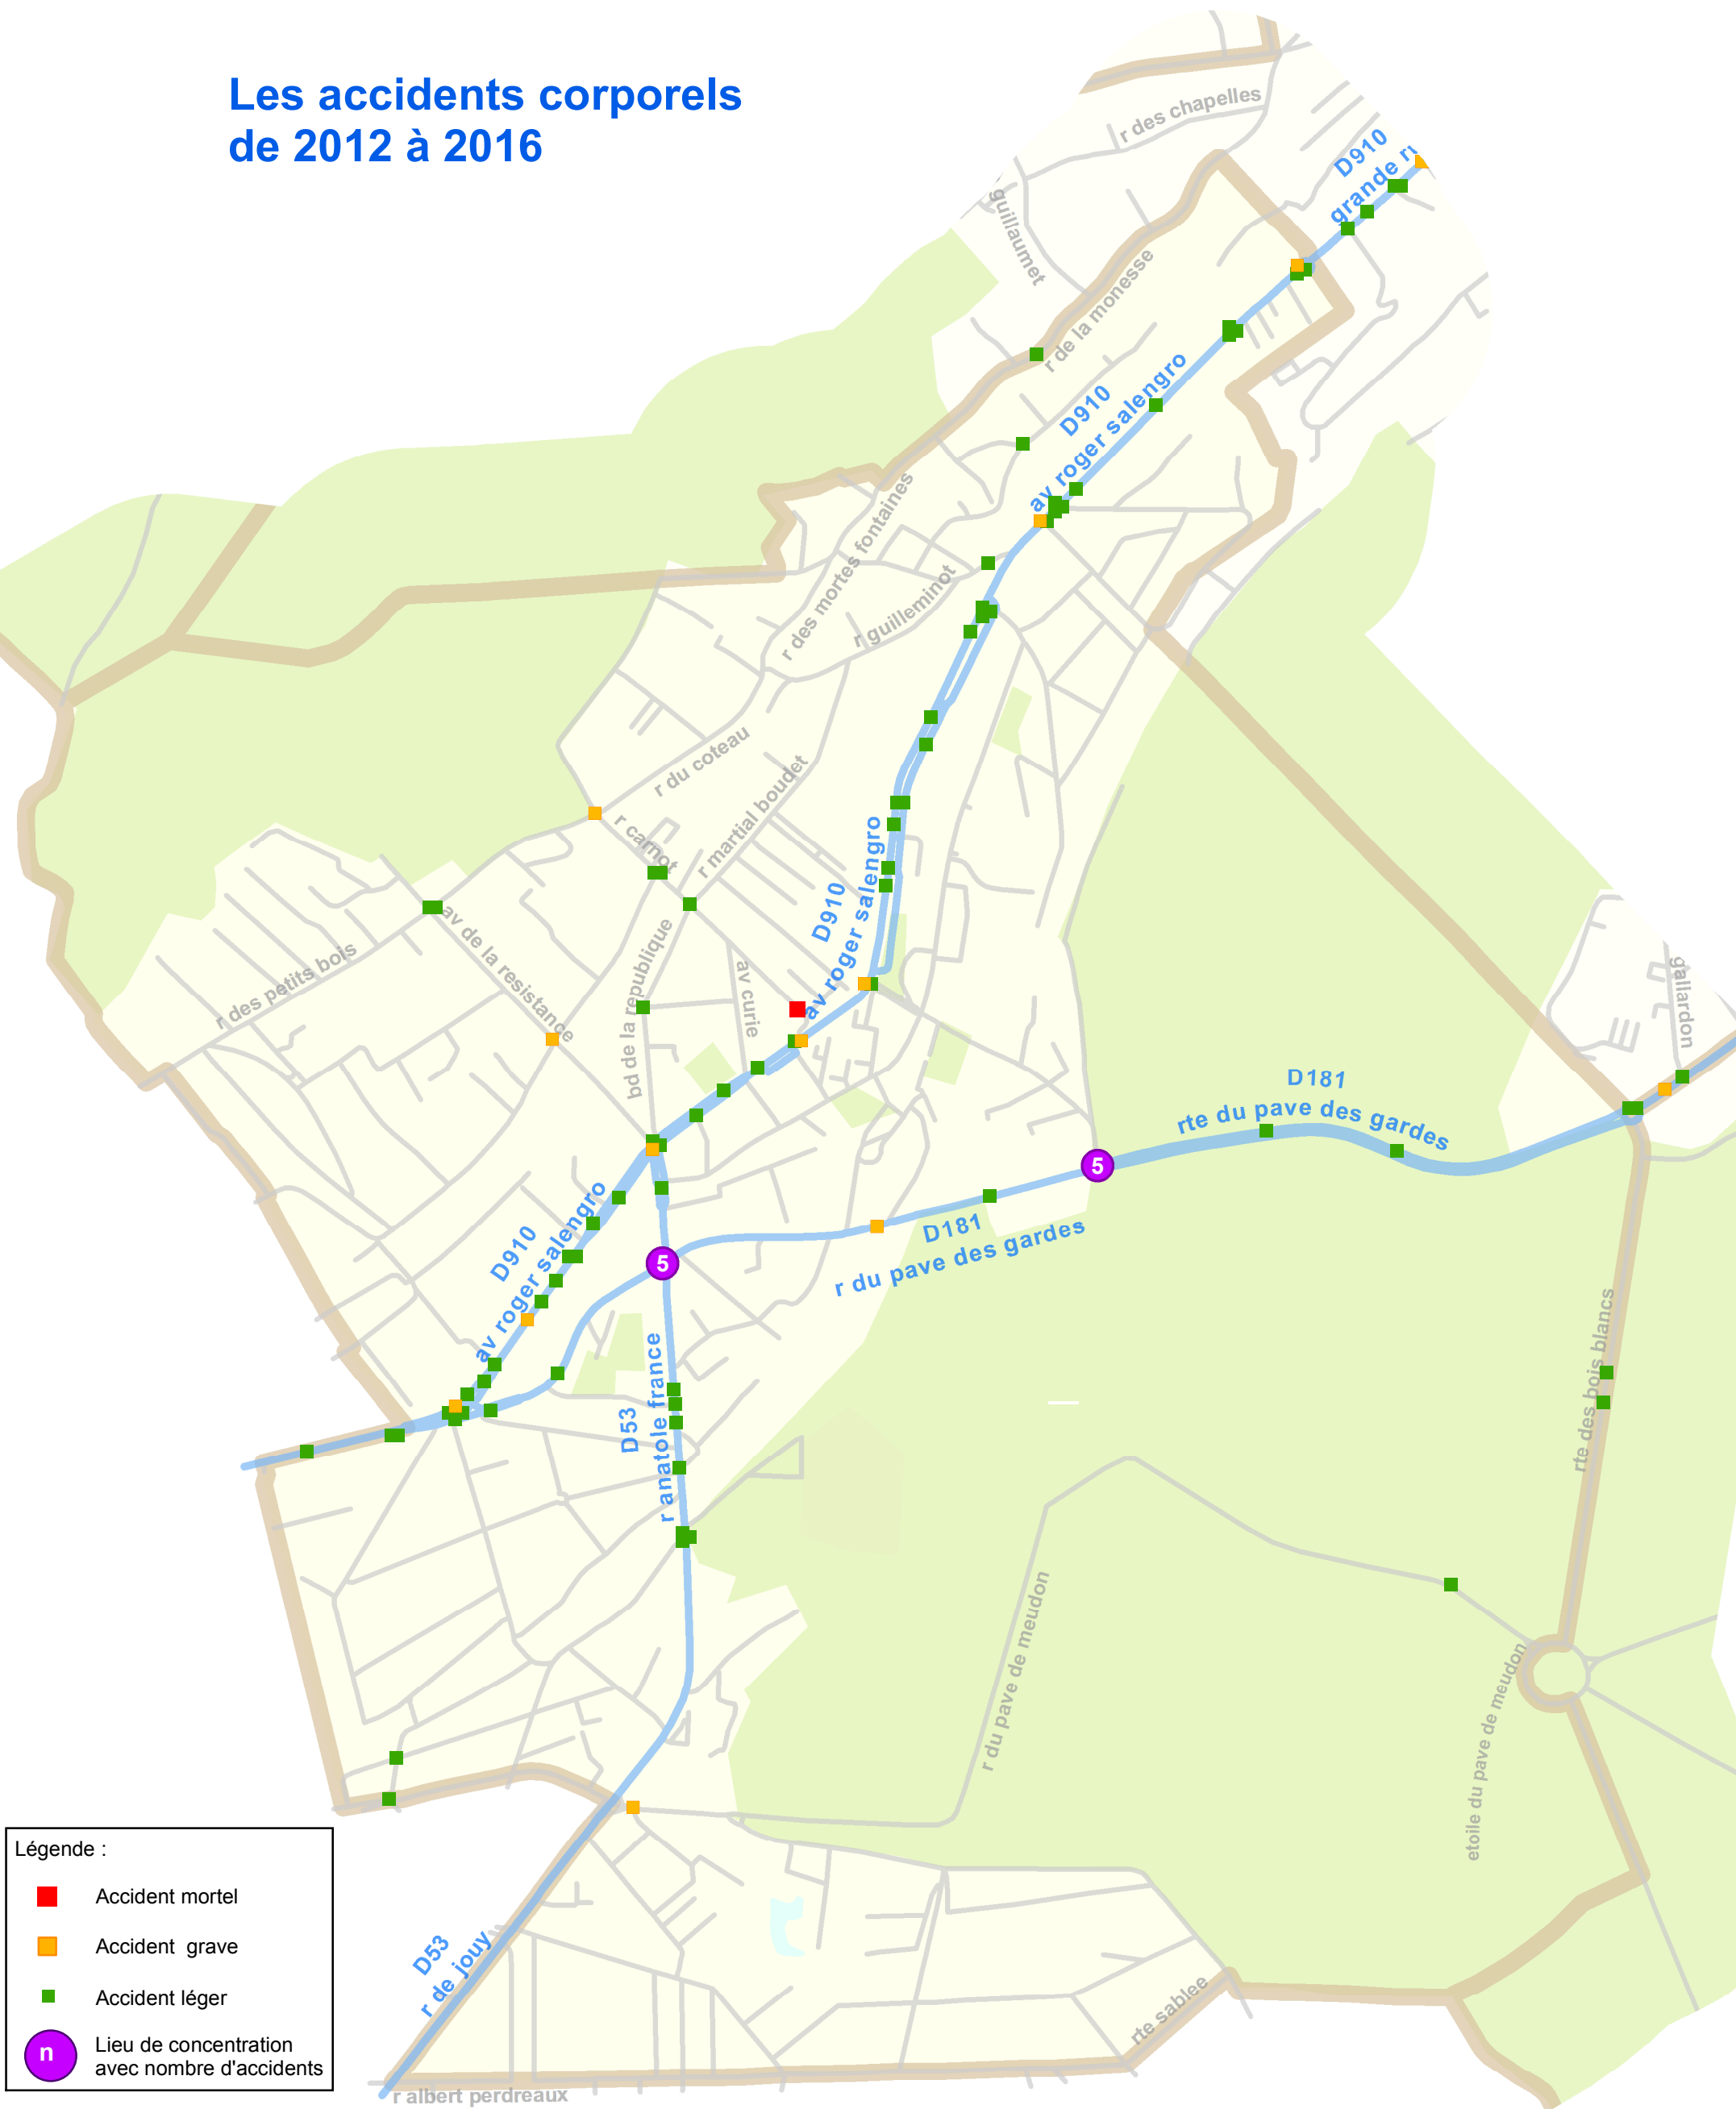 Les accidents corporels
de 2012 à 2016
r des chapelles
D910
guillaumet
r de la monesse
D910
av roger salengro
r des mortes fontaines
r guilleminot
r du coteau
r carnot
r martial boudet
D910
av roger salengro
av de la resistance
r des petits bois
bd de la republique
av curie
gallardon
D181
rte du pave des gardes
5
D910
av roger salengro
D181
r du pave des gardes
5
D53
r anatole france
rte des bois blancs
r du pave de meudon
etoile du pave de meudon
Légende :
Accident mortel
Accident grave
Accident léger
n
Lieu de concentration
avec nombre d'accidents
D53
r de jouy
rte sablee
r albert perdreaux